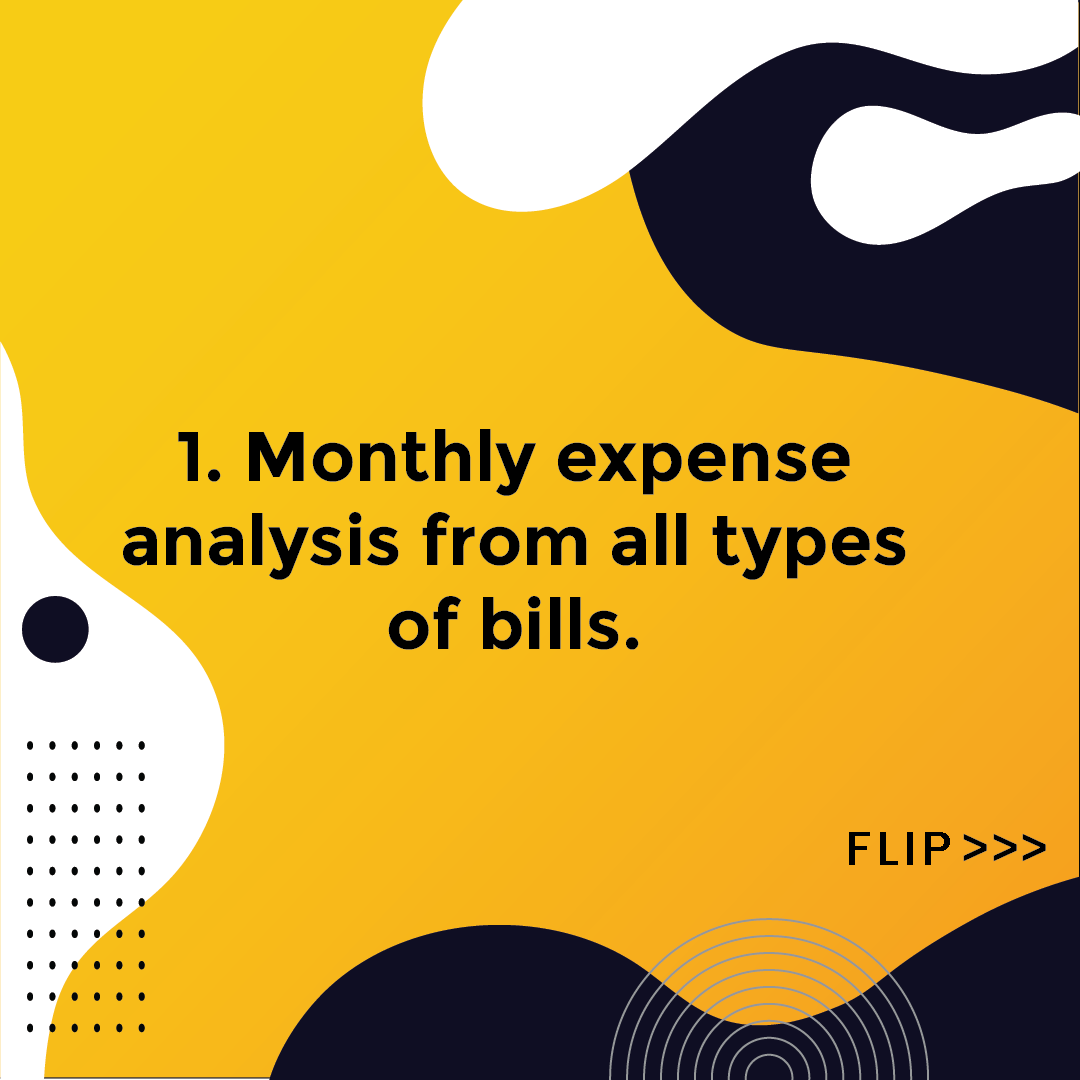 1. Monthly expense
analysis from all types
of bills.
FLIP >>>